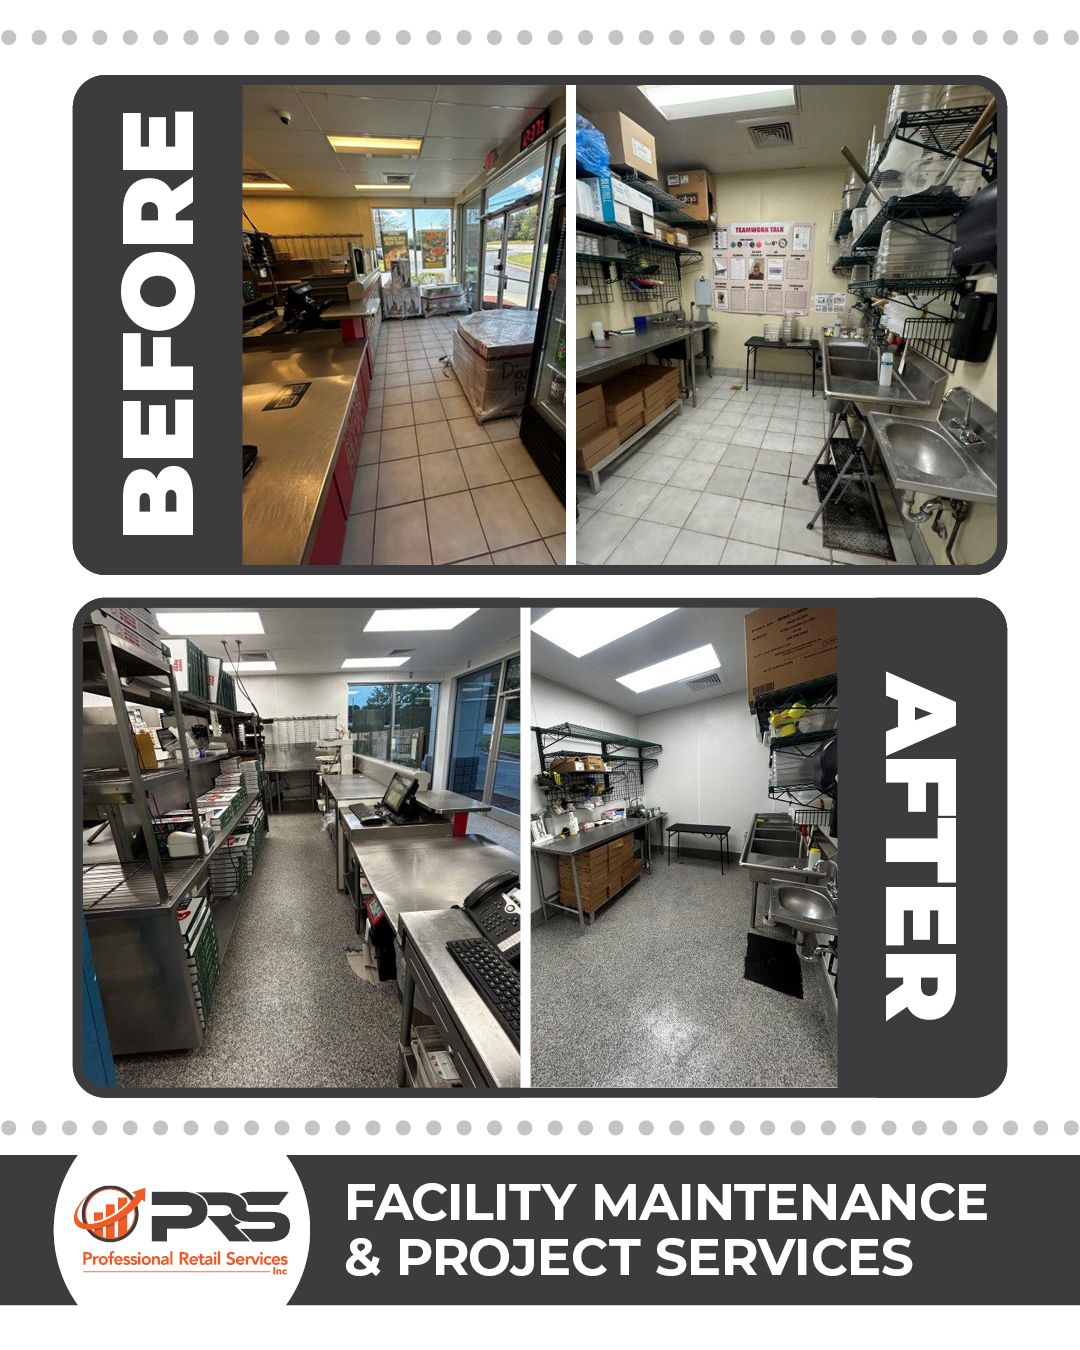 BEFORE
TEAMWORK TALK
AFTER
PRS
Professional Retail Services
Inc
FACILITY MAINTENANCE
& PROJECT SERVICES